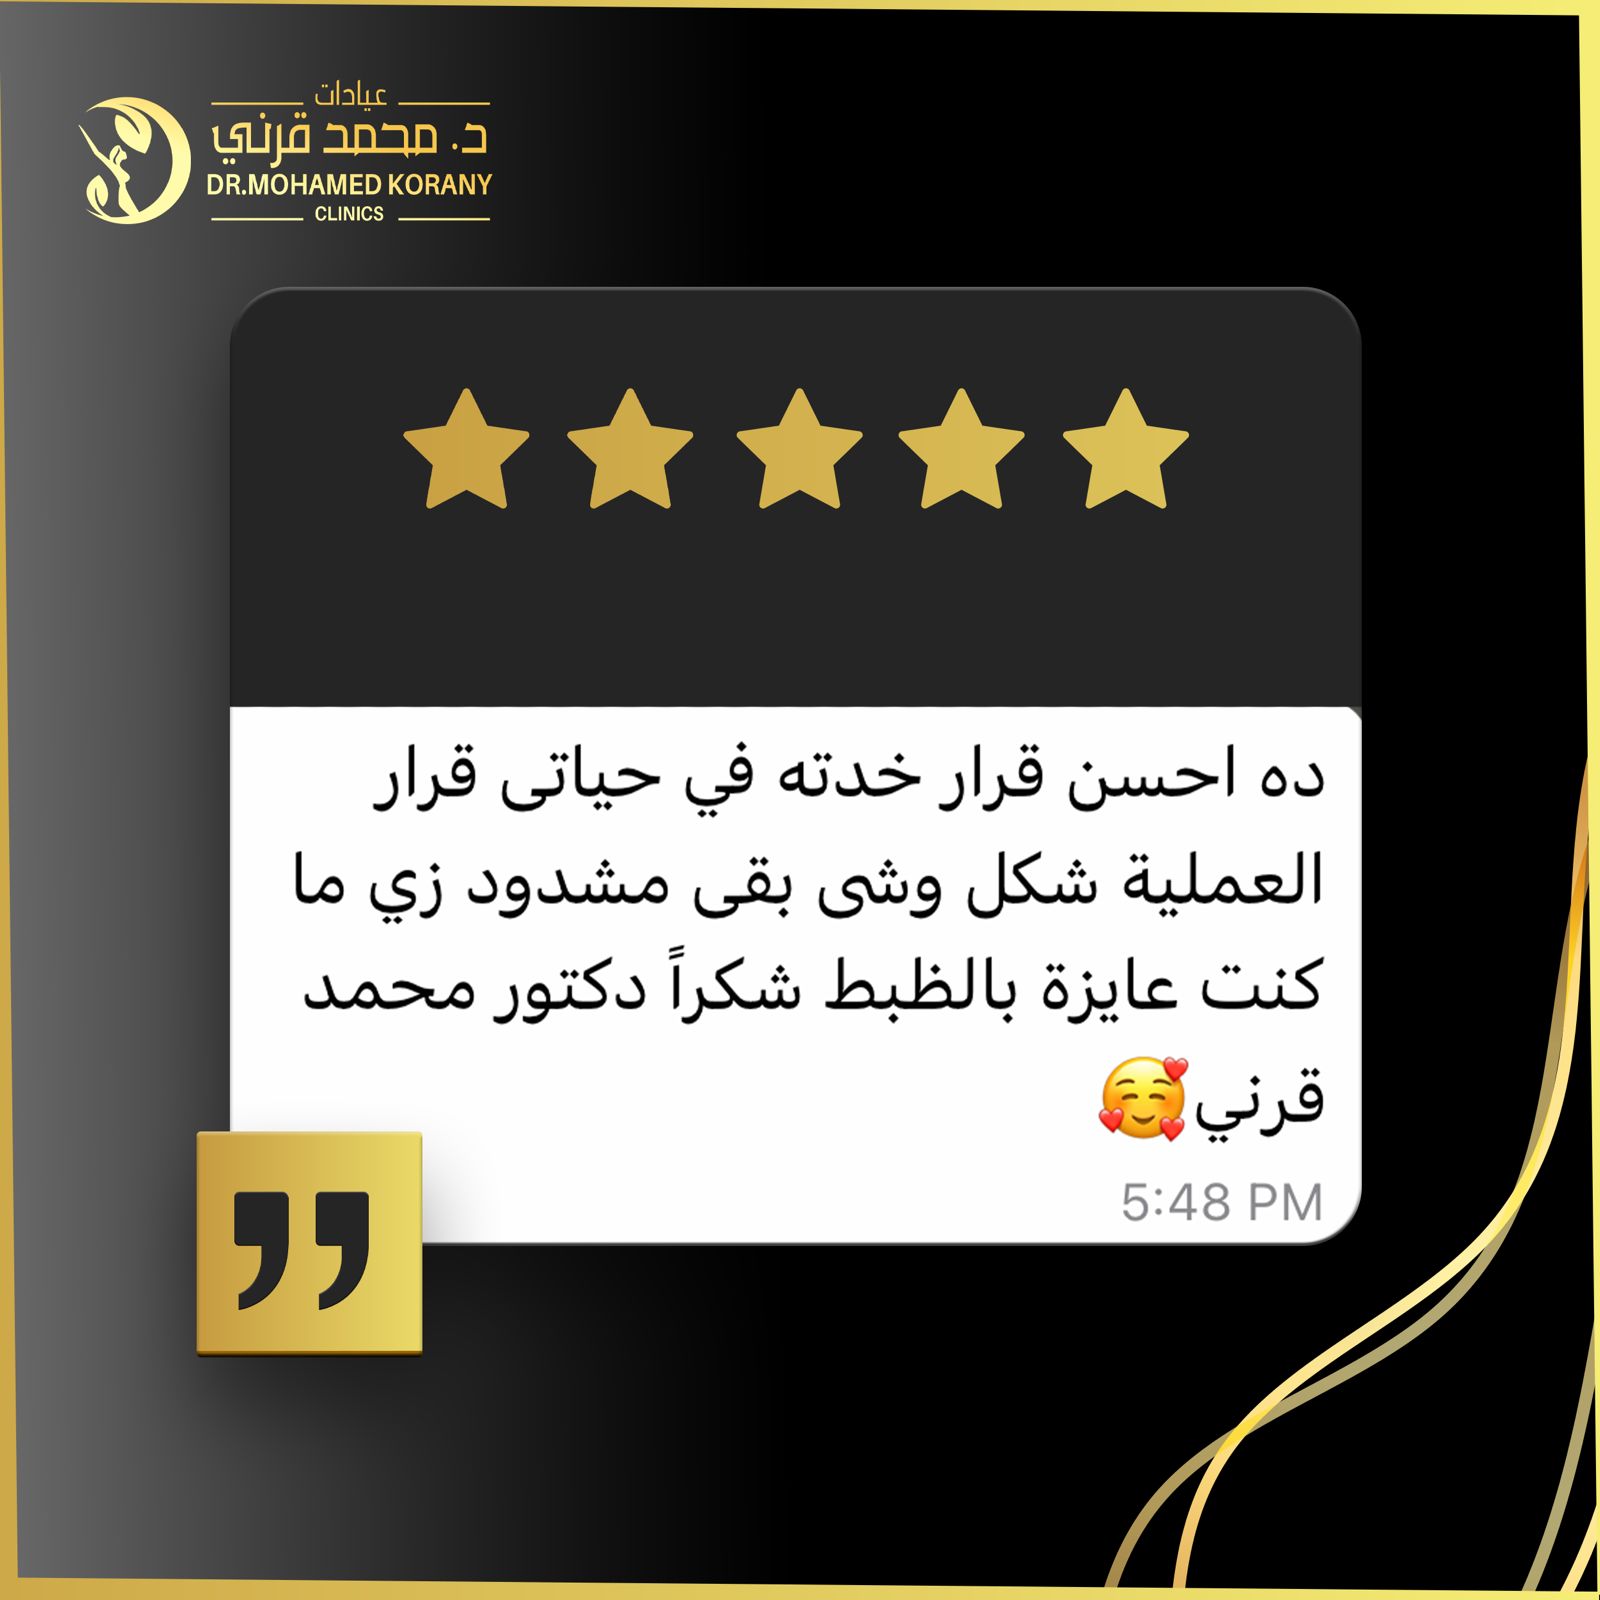 عيادات
د. محمد قرني
DR.MOHAMED KORANY
CLINICS
ده احسن قرار خدته في حياتى قرار
العملية شكل وشى بقى مشدود زي ما
كنت عايزة بالظبط شكراً دكتور محمد
قرني🥰
5:48 PM